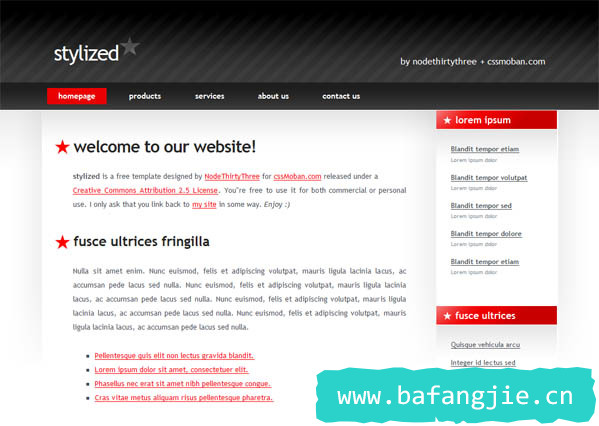 stylized
by nodethirtythree + cssmoban.com
homepage products services about us contact us
welcome to our website!
stylized is a free template designed by NodeThirtyThree for cssMoban.com released under a
Creative Commons Attribution 2.5 License. You're free to use it for both commercial or personal
use. I only ask that you link back to my site in some way. Enjoy :)
fusce ultrices fringilla
Nulla sit amet enim. Nunc euismod, felis et adipiscing volutpat, mauris ligula lacinia lacus, ac
accumsan pede lacus sed nulla. Nunc euismod, felis et adipiscing volutpat, mauris ligula lacinia
lacus, ac accumsan pede lacus sed nulla. Nunc euismod, felis et adipiscing volutpat, mauris ligula
lacinia lacus, ac accumsan pede lacus sed nulla. Nunc euismod, felis et adipiscing volutpat, mauris
ligula lacinia lacus, ac accumsan pede lacus sed nulla.
Pellentesque quis elit non lectus gravida blandit.
Lorem ipsum dolor sit amet, consectetuer elit.
Phasellus nec erat sit amet nibh pellentesque congue.
Cras vitae metus aliquam risus pellentesque pharetra.
lorem ipsum
Blandit tempor etiam
Lorem ipsum dolor
Blandit tempor volutpat
Lorem ipsum dolor
Blandit tempor sed
Lorem ipsum dolor
Blandit tempor dolore
Lorem ipsum dolor
Blandit tempor etiam
Lorem ipsum dolor
fusce ultrices
Quisque vehicula arcu
Integer id lectus sed
www.bafangjie.cn